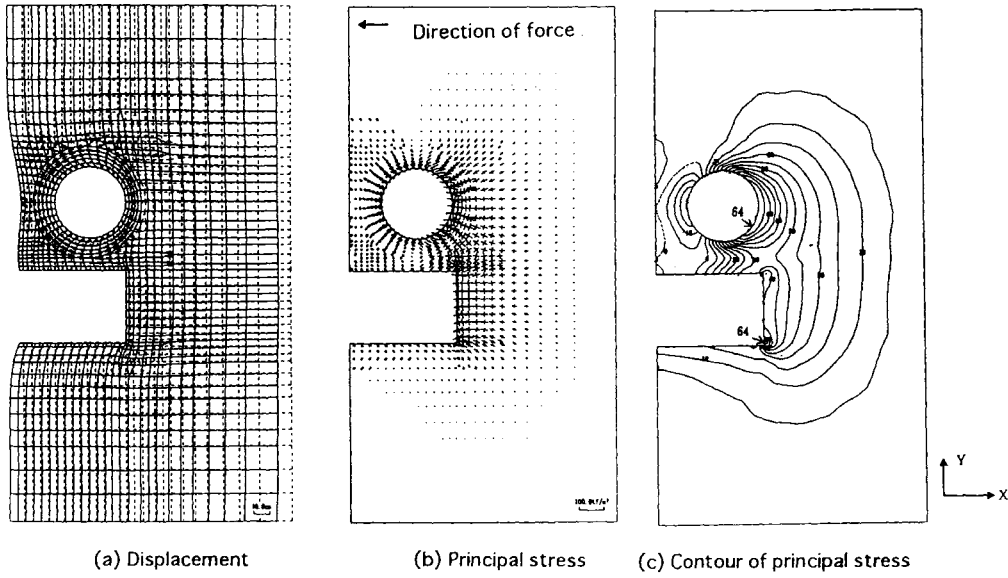 Direction of force
64
64
Y
X
(a) Displacement
(b) Principal stress
(c) Contour of principal stress